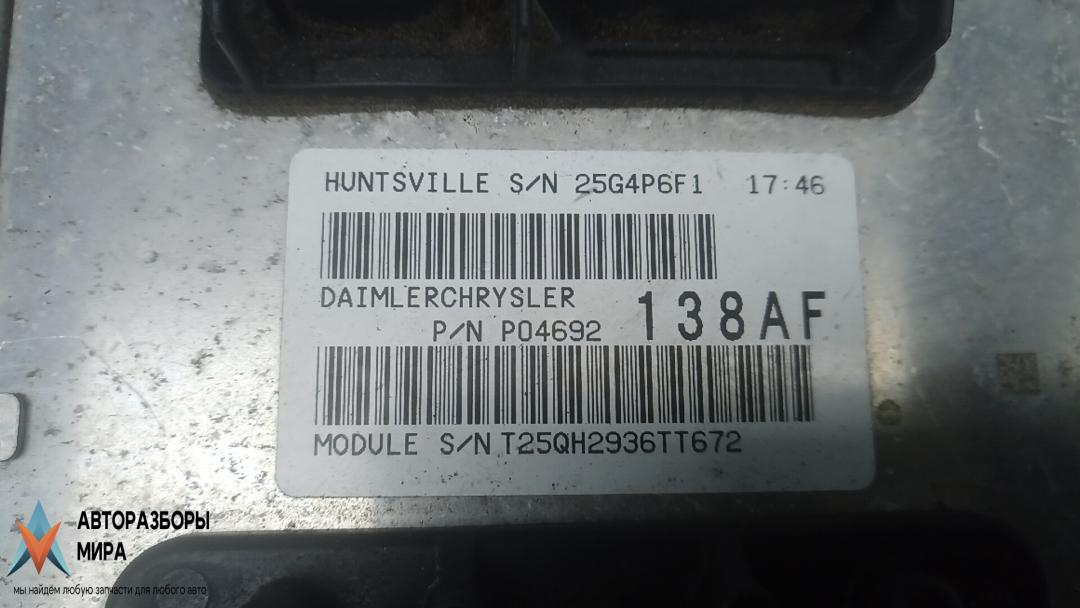 HUNTSVILLE S/N 25G4P6F1 17:46
DAIMLERCHRYSLER
P/N P04692 138AF
MODULE S/N T25QH2936TT672
АВТОРАЗБОРЫ
МИРА
мы найдём любую запчасти для любого авто